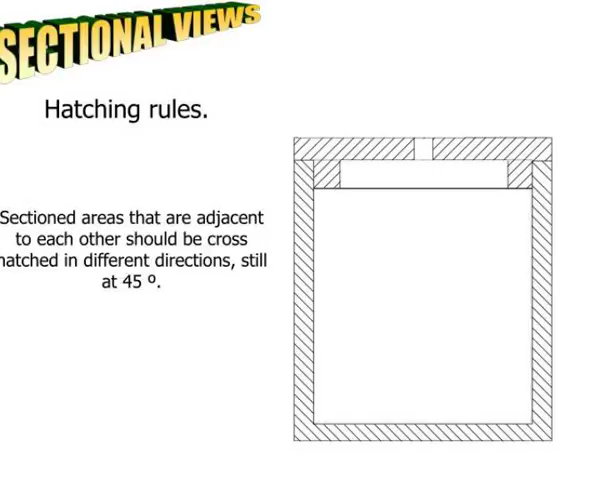 SECTIONAL VIEWS
Hatching rules.
Sectioned areas that are adjacent
to each other should be cross
hatched in different directions, still
at 45 º.